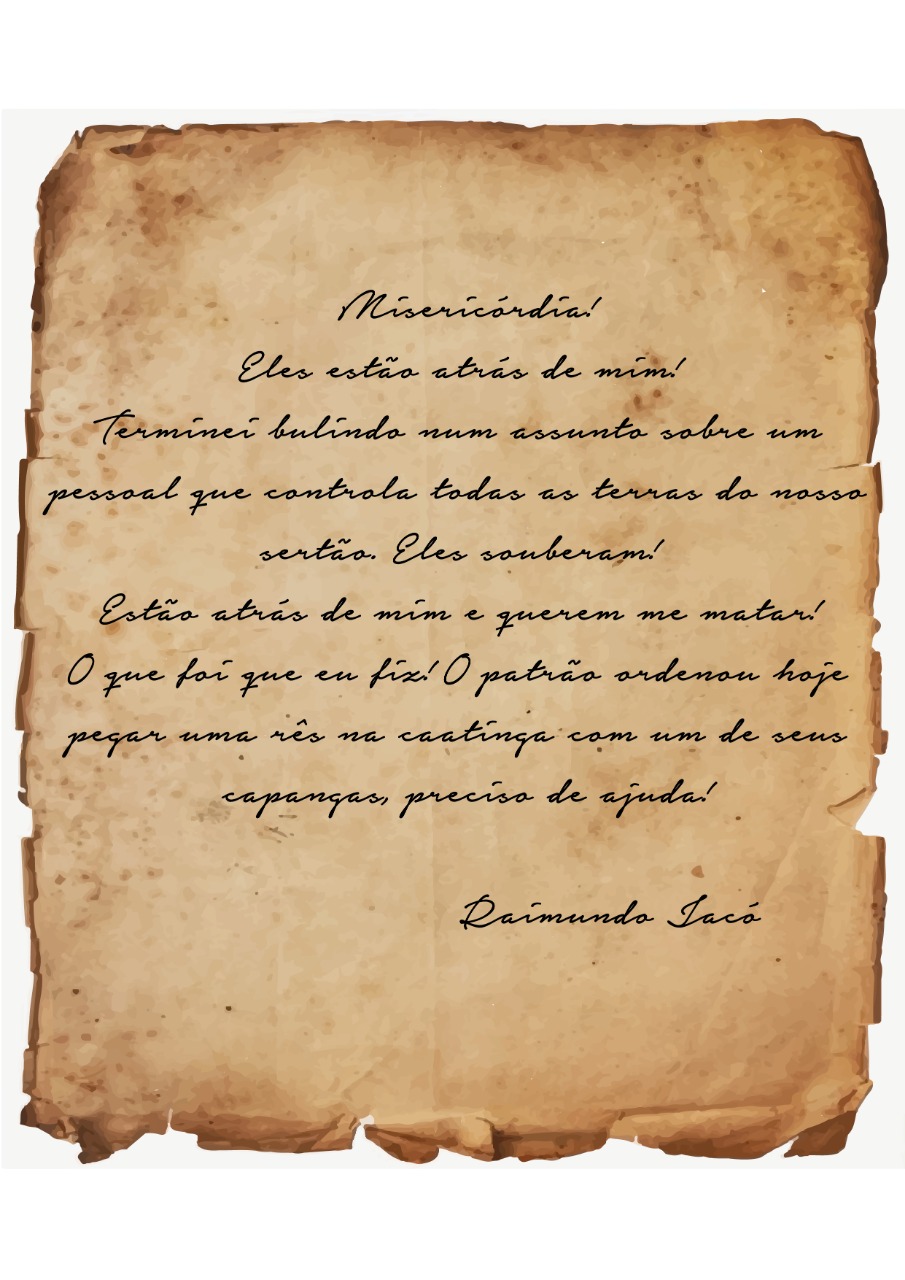 Misericórdia!
Eles estão atrás de mim!
Terminei bulindo num assunto sobre um
pessoal que controla todas as terras do nosso
sertão. Eles souberam!
Estão atrás de mim e querem me matar!
O que foi que eu fiz! O patrão ordenou hoje
pegar uma rês na caatinga com um de seus
capangas, preciso de ajuda!
Raimundo Jacó